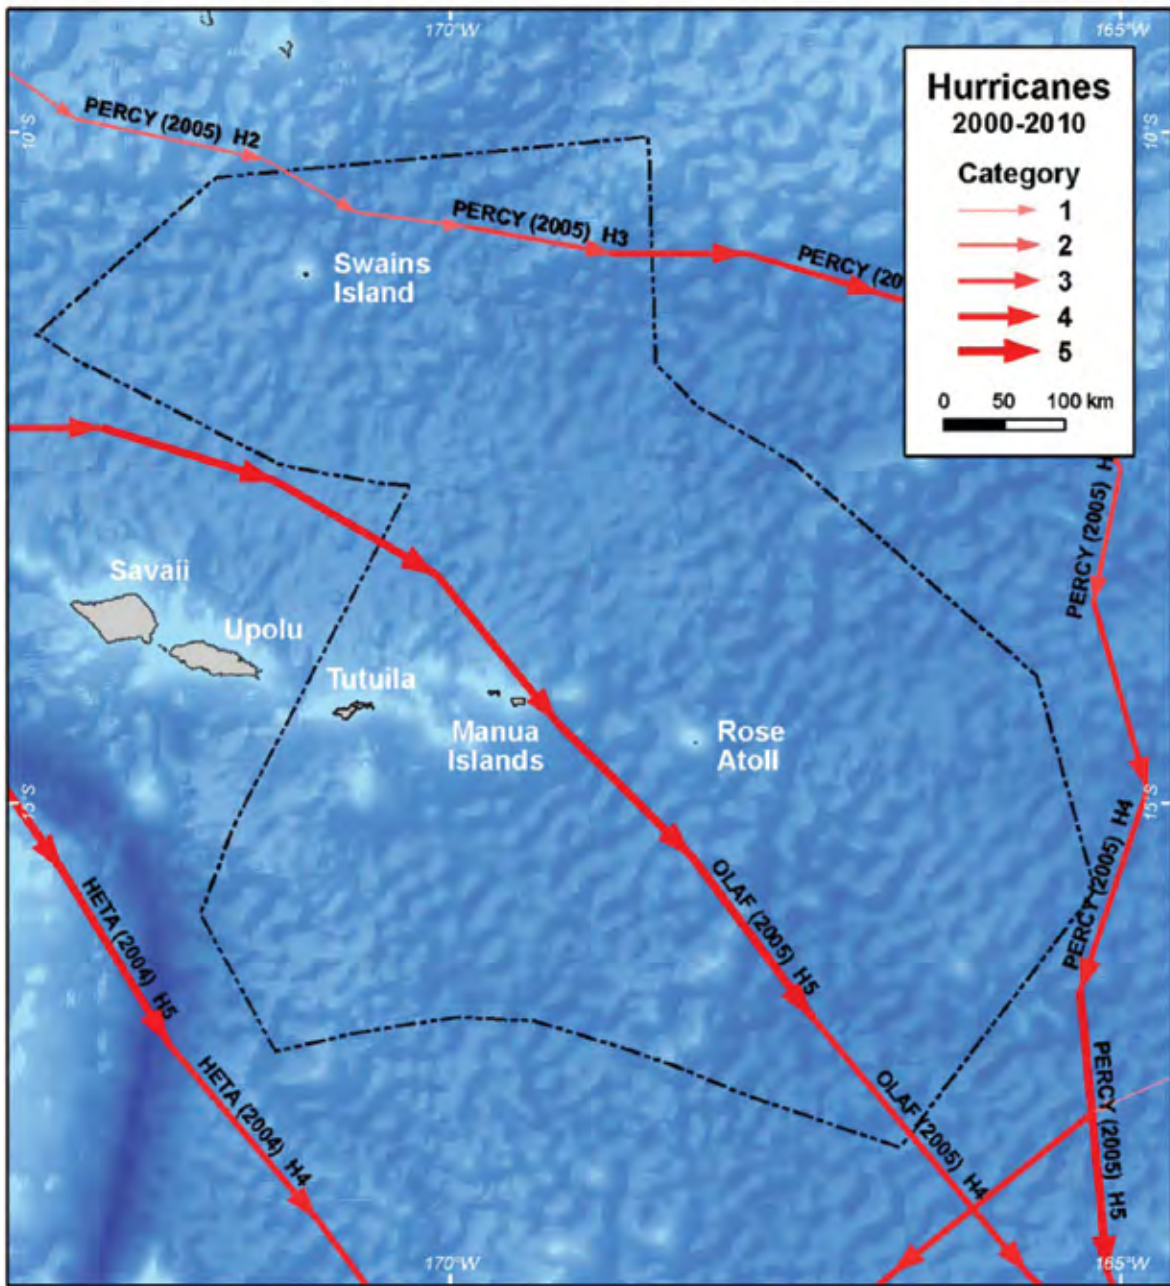 170°W
165°W
10°S
10°S
PERCY (2005) H2
PERCY (2005) H3
PERCY (20
Hurricanes
2000-2010
Category
1
2
3
4
5
0 50 100 km
Swains
Island
PERCY (2005) H
Savaii
Upolu
Tutuila
Manua
Islands
Rose
Atoll
15°S
15°S
PERCY (2005) H4
HETA (2004) H5
OLAF (2005) H5
HETA (2004) H4
OLAF (2005) H4
PERCY (2005) H5
170°W
165°W